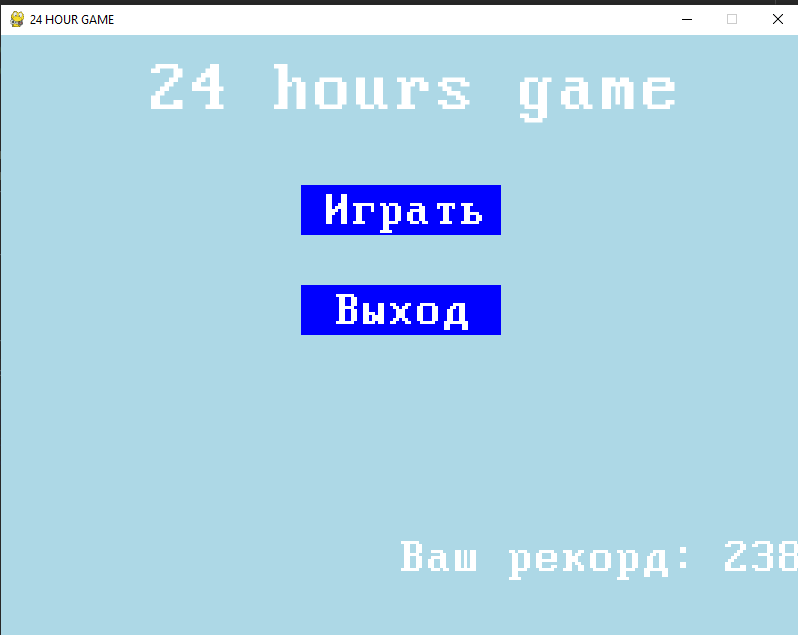 24 HOUR GAME
24 hours game
Играть
Выход
Ваш рекорд: 238